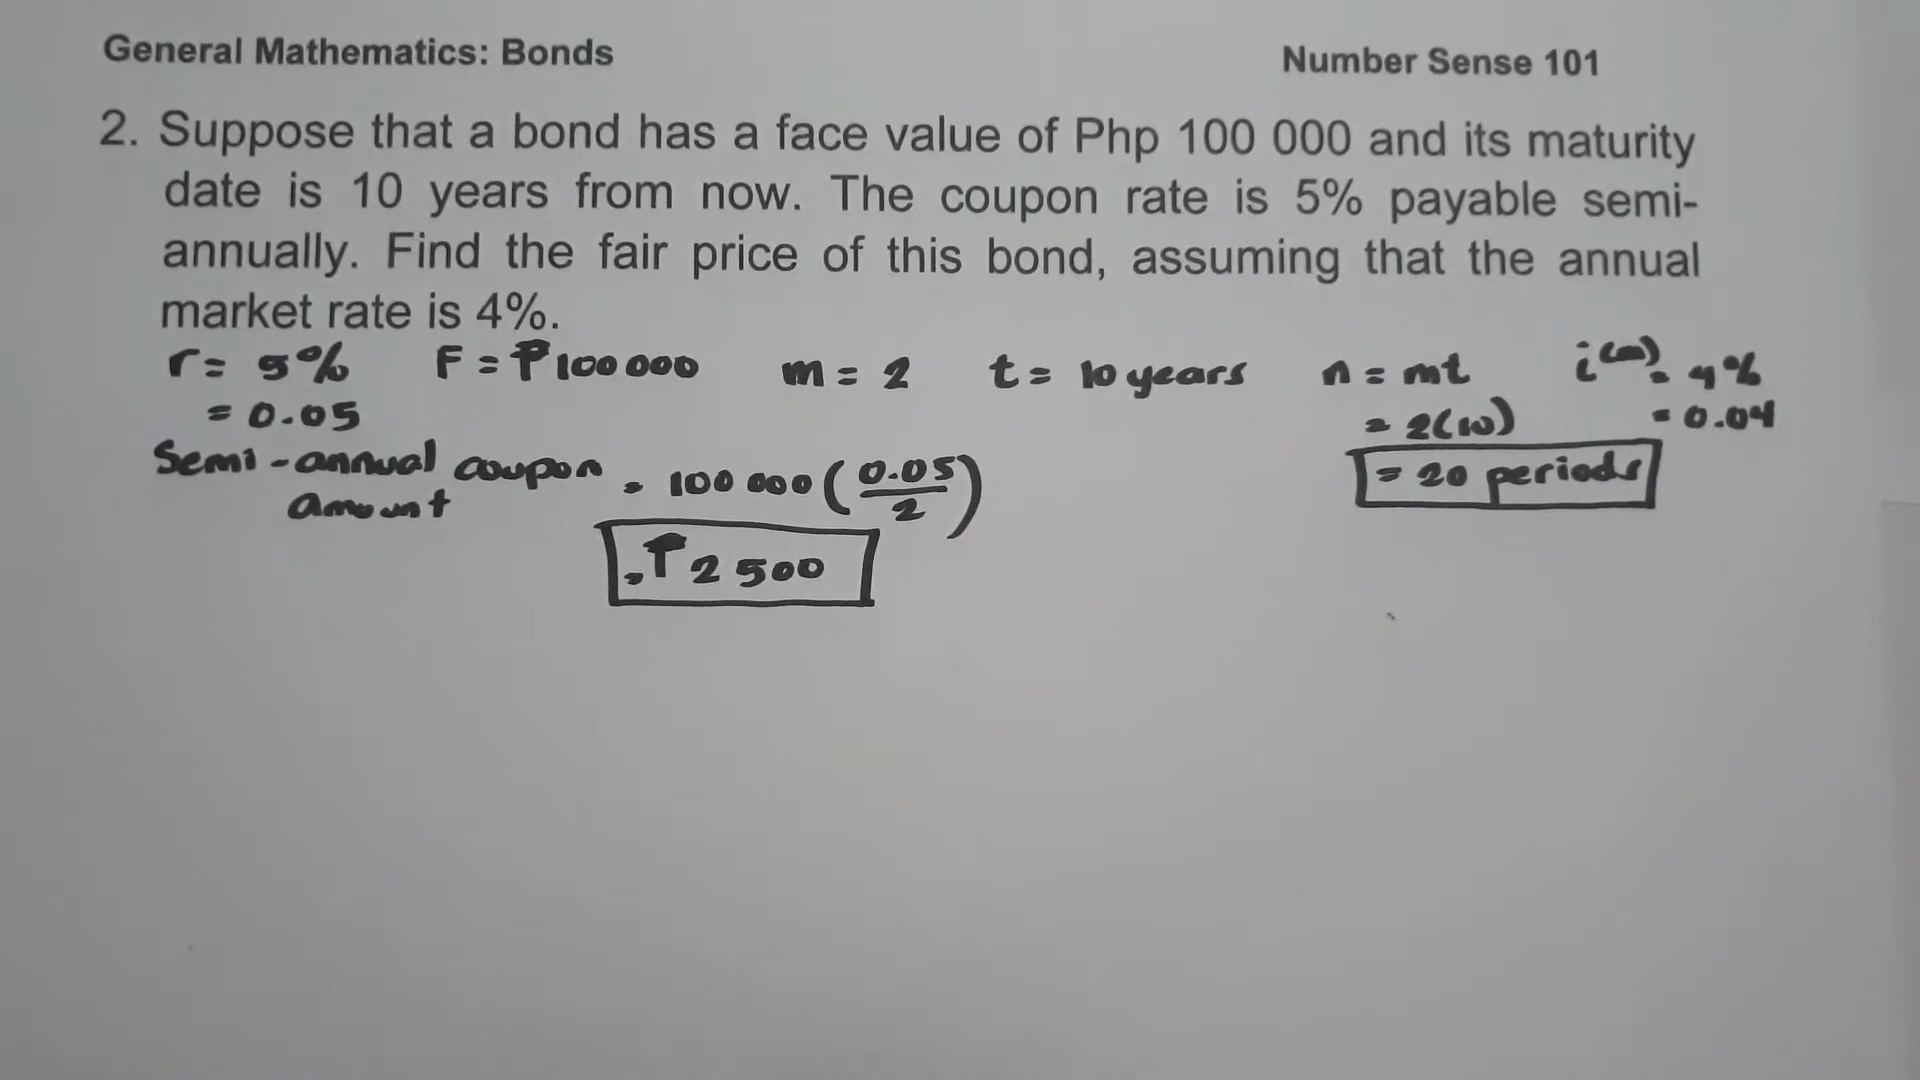 General Mathematics: Bonds
Number Sense 101
2. Suppose that a bond has a face value of Php 100 000 and its maturity
date is 10 years from now. The coupon rate is 5% payable semi-
annually. Find the fair price of this bond, assuming that the annual
market rate is 4%.
r = 5% F = ₱100 000 m = 2 t = 10 years n = mt i(m) = 4%
= 0.05 = 2(10) = 0.04
Semi-annual coupon = 100 000 (0.05/2) = 20 periods
amount
= ₱2 500